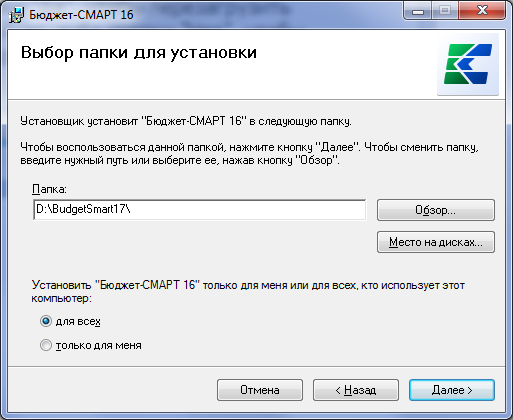 Бюджет-СМАРТ 16
Выбор папки для установки
Установщик установит "Бюджет-СМАРТ 16" в следующую папку.
Чтобы воспользоваться данной папкой, нажмите кнопку "Далее". Чтобы сменить папку,
введите нужный путь или выберите ее, нажав кнопку "Обзор".
Папка:
D:\BudgetSmart17\
Обзор...
Место на дисках...
Установить "Бюджет-СМАРТ 16" только для меня или для всех, кто использует этот
компьютер:
для всех
только для меня
Отмена
< Назад
Далее >